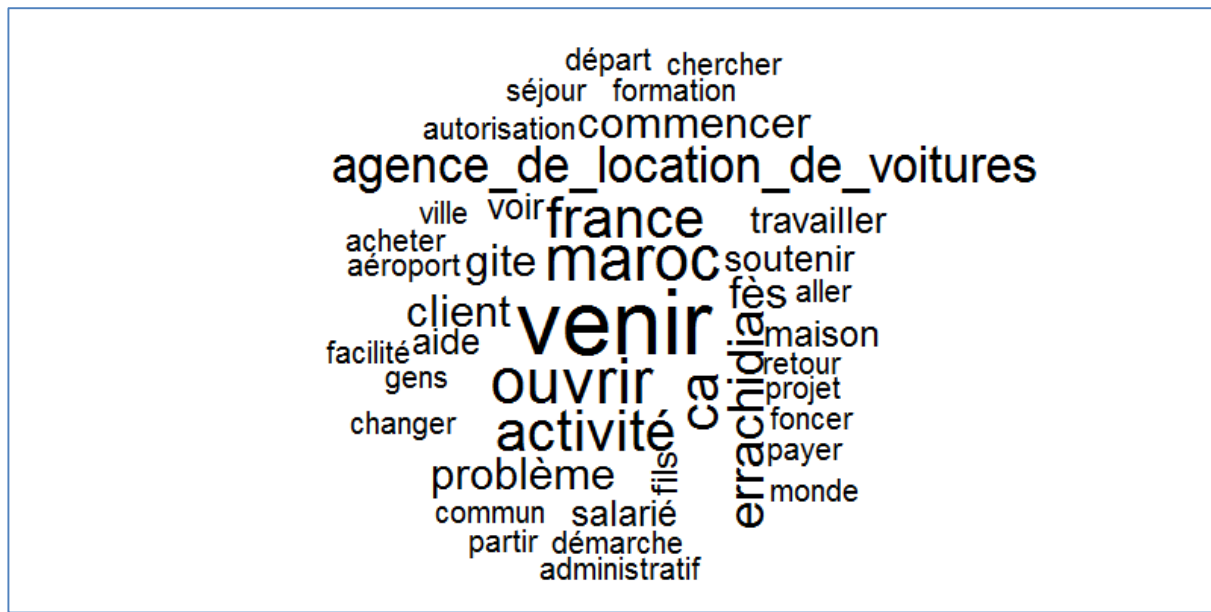 départ chercher
séjour formation
autorisation commencer
agence_de_location_de_voitures
ville voir france travailler
acheter
aéroport gite maroc soutenir
fès aller
client venir maison
facilité aide retour
gens ouvrir ca errachidia projet
changer activité foncer
problème fils payer
monde
commun salarié
partir démarche
administratif